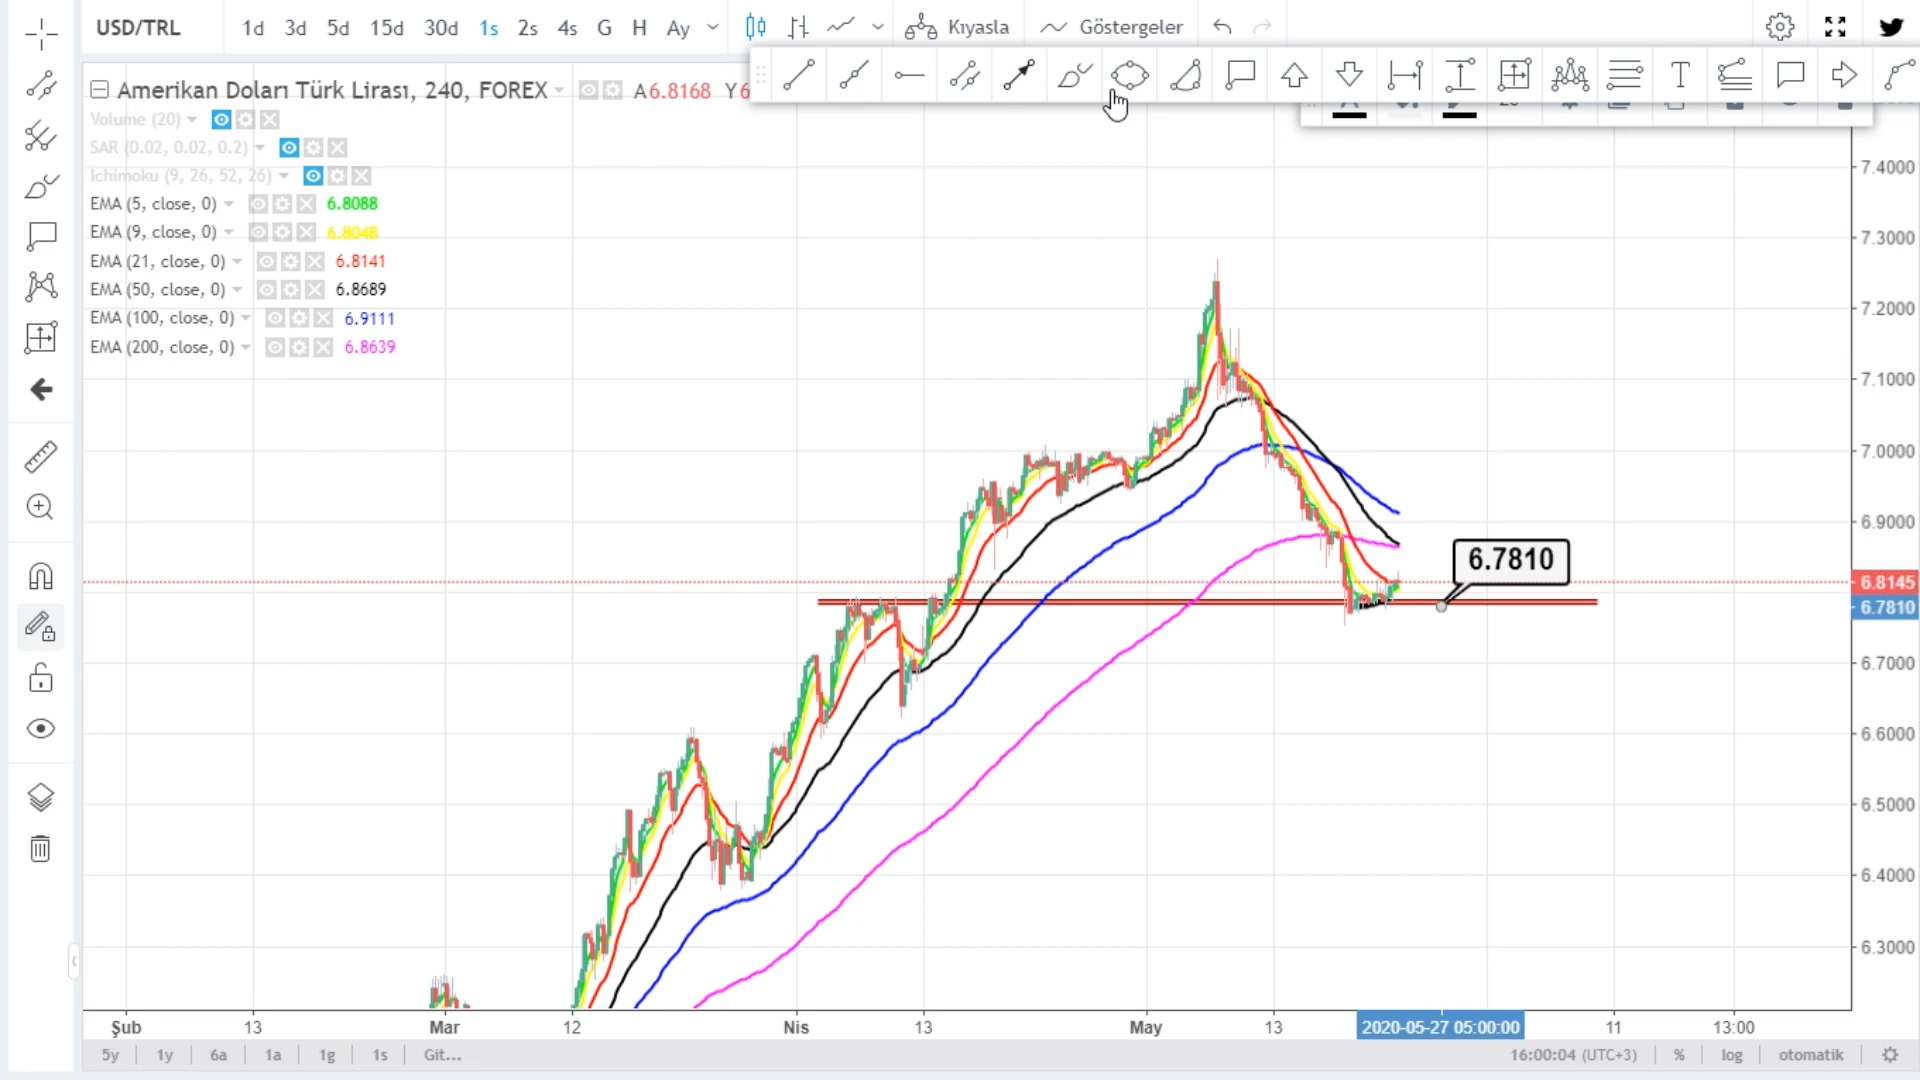 USD/TRL 1d 3d 5d 15d 30d 1s 2s 4s G H Ay Kıyasla Göstergeler
Amerikan Doları Türk Lirası, 240, FOREX A6.8168 Y6
Volume (20)
SAR (0.02, 0.02, 0.2)
Ichimoku (9, 26, 52, 26)
EMA (5, close, 0) 6.8088
EMA (9, close, 0) 6.8048
EMA (21, close, 0) 6.8141
EMA (50, close, 0) 6.8689
EMA (100, close, 0) 6.9111
EMA (200, close, 0) 6.8639
7.4000
7.3000
7.2000
7.1000
7.0000
6.9000
6.7810
6.8145
6.7810
6.7000
6.6000
6.5000
6.4000
6.3000
Şub 13 Mar 12 Nis 13 May 13 2020-05-27 05:00:00 11 13:00
5y 1y 6a 1a 1g 1s Git... 16:00:04 (UTC+3) % log otomatik